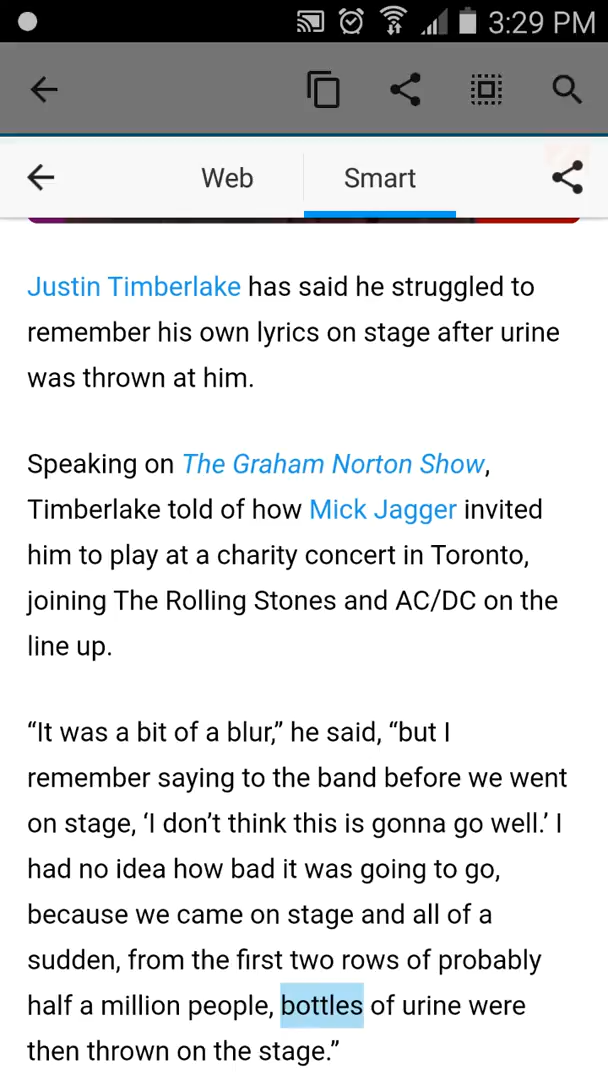 3:29 PM
Web
Smart
Justin Timberlake has said he struggled to
remember his own lyrics on stage after urine
was thrown at him.
Speaking on The Graham Norton Show,
Timberlake told of how Mick Jagger invited
him to play at a charity concert in Toronto,
joining The Rolling Stones and AC/DC on the
line up.
“It was a bit of a blur,” he said, “but I
remember saying to the band before we went
on stage, ‘I don’t think this is gonna go well.’ I
had no idea how bad it was going to go,
because we came on stage and all of a
sudden, from the first two rows of probably
half a million people, bottles of urine were
then thrown on the stage.”